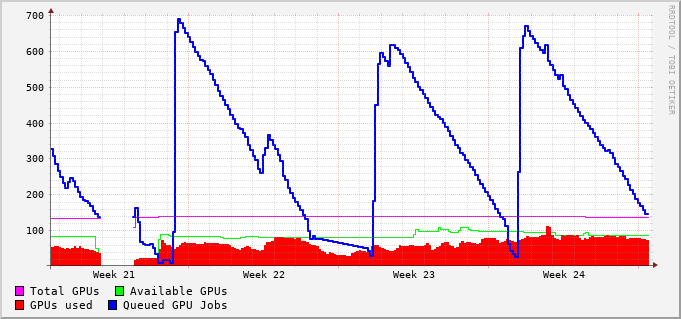 700
600
500
400
300
200
100
Week 21 Week 22 Week 23 Week 24
Total GPUs Available GPUs
GPUs used Queued GPU Jobs
RRDTOOL / TOBI OETIKER